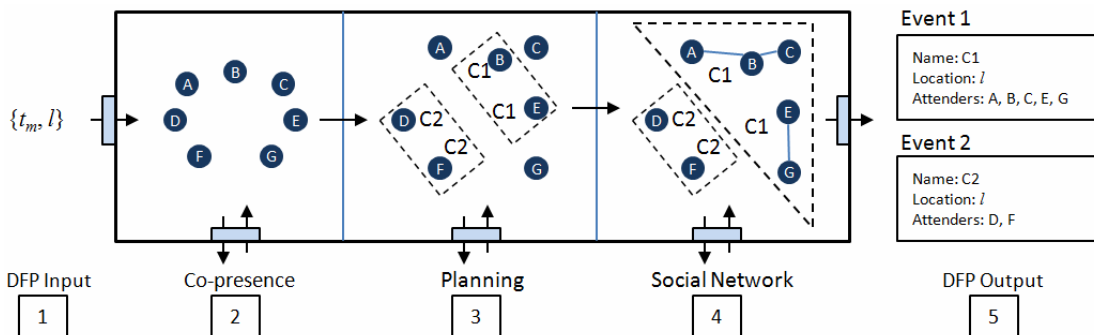 Event 1
Name: C1
Location: l
Attenders: A, B, C, E, G
Event 2
Name: C2
Location: l
Attenders: D, F
{tm, l}
A
B
C
D
E
F
G
A
B
C
C1
D
C2
C1
E
C2
F
G
A
B
C
C1
D
C2
C1
E
C2
F
G
DFP Input
Co-presence
Planning
Social Network
DFP Output
1
2
3
4
5